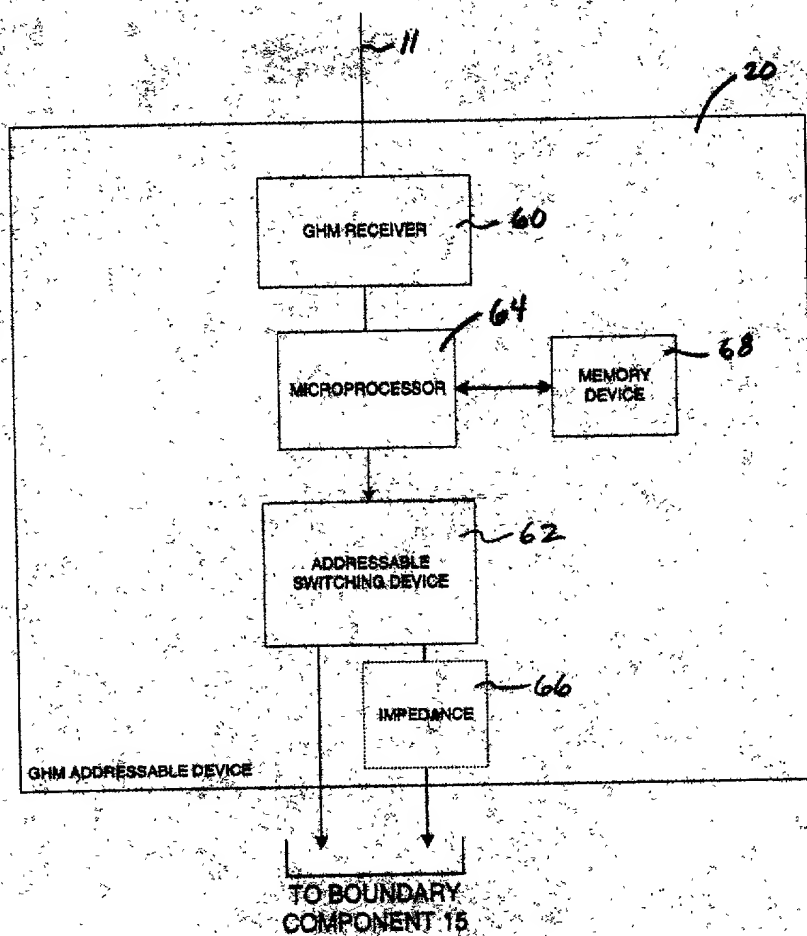 11
20
GHM RECEIVER
60
64
MICROPROCESSOR
68
MEMORY
DEVICE
62
ADDRESSABLE
SWITCHING DEVICE
66
IMPEDANCE
GHM ADDRESSABLE DEVICE
TO BOUNDARY
COMPONENT 15